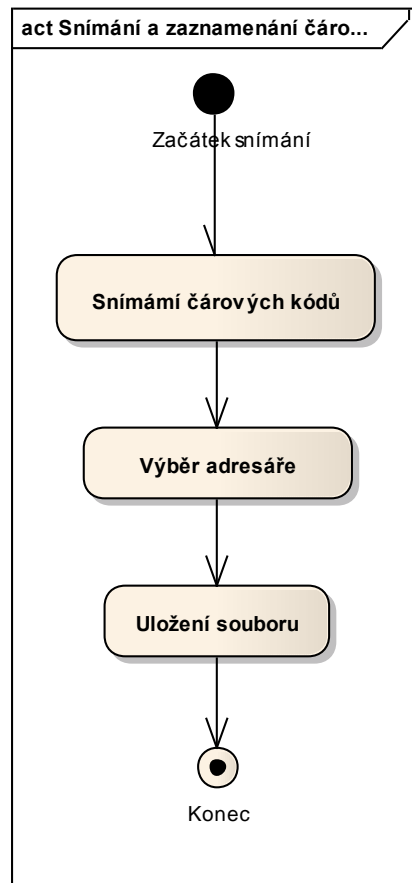 act Snímání a zaznamenání čáro...
Začátek snímání
Snímámí čárových kódů
Výběr adresáře
Uložení souboru
Konec